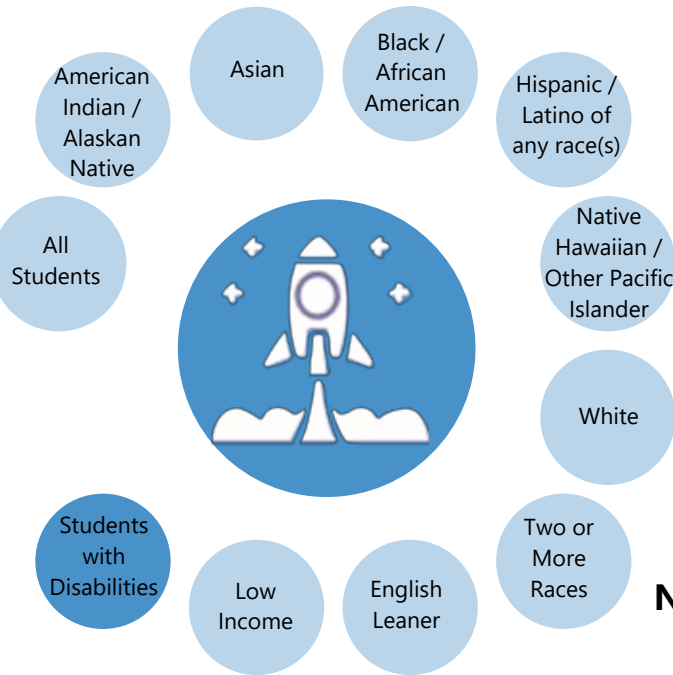 All
Students
American
Indian /
Alaskan
Native
Asian
Black /
African
American
Hispanic /
Latino of
any race(s)
Native
Hawaiian /
Other Pacific
Islander
White
Two or
More
Races
English
Leaner
Low
Income
Students
with
Disabilities
N